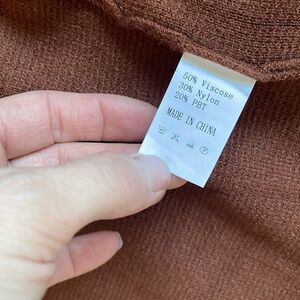 50% Viscose
30% Nylon
20% PBT
MADE IN CHINA
P